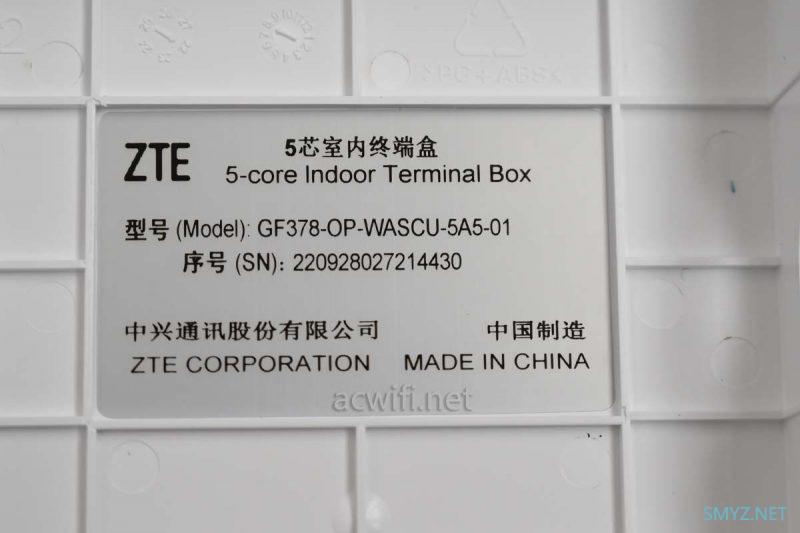 >PC+ABS<
ZTE
5芯室内终端盒
5-core Indoor Terminal Box
型号 (Model): GF378-OP-WASCU-5A5-01
序号 (SN): 220928027214430
中兴通讯股份有限公司 中国制造
ZTE CORPORATION MADE IN CHINA
acwifi.net
SMYZ.NET